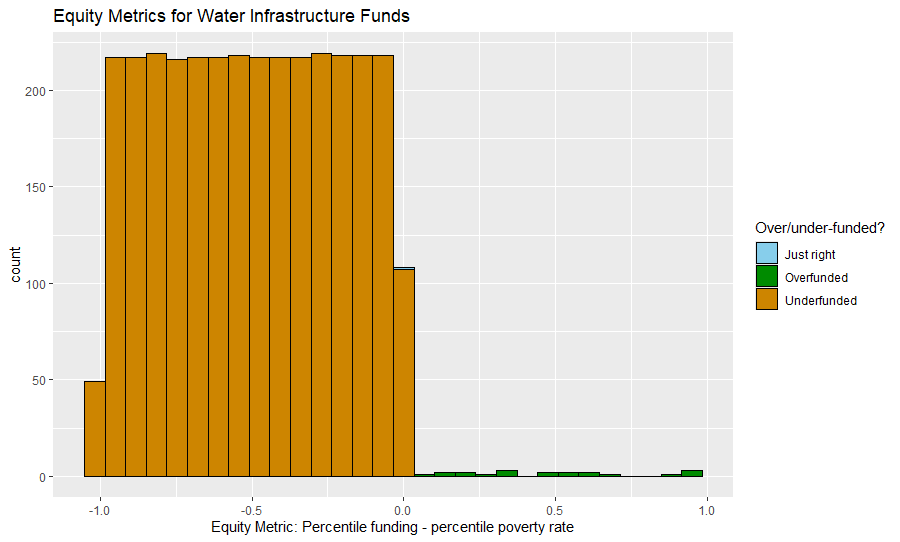 Equity Metrics for Water Infrastructure Funds
200
150
100
50
0
count
-1.0
-0.5
0.0
0.5
1.0
Equity Metric: Percentile funding - percentile poverty rate
Over/under-funded?
Just right
Overfunded
Underfunded